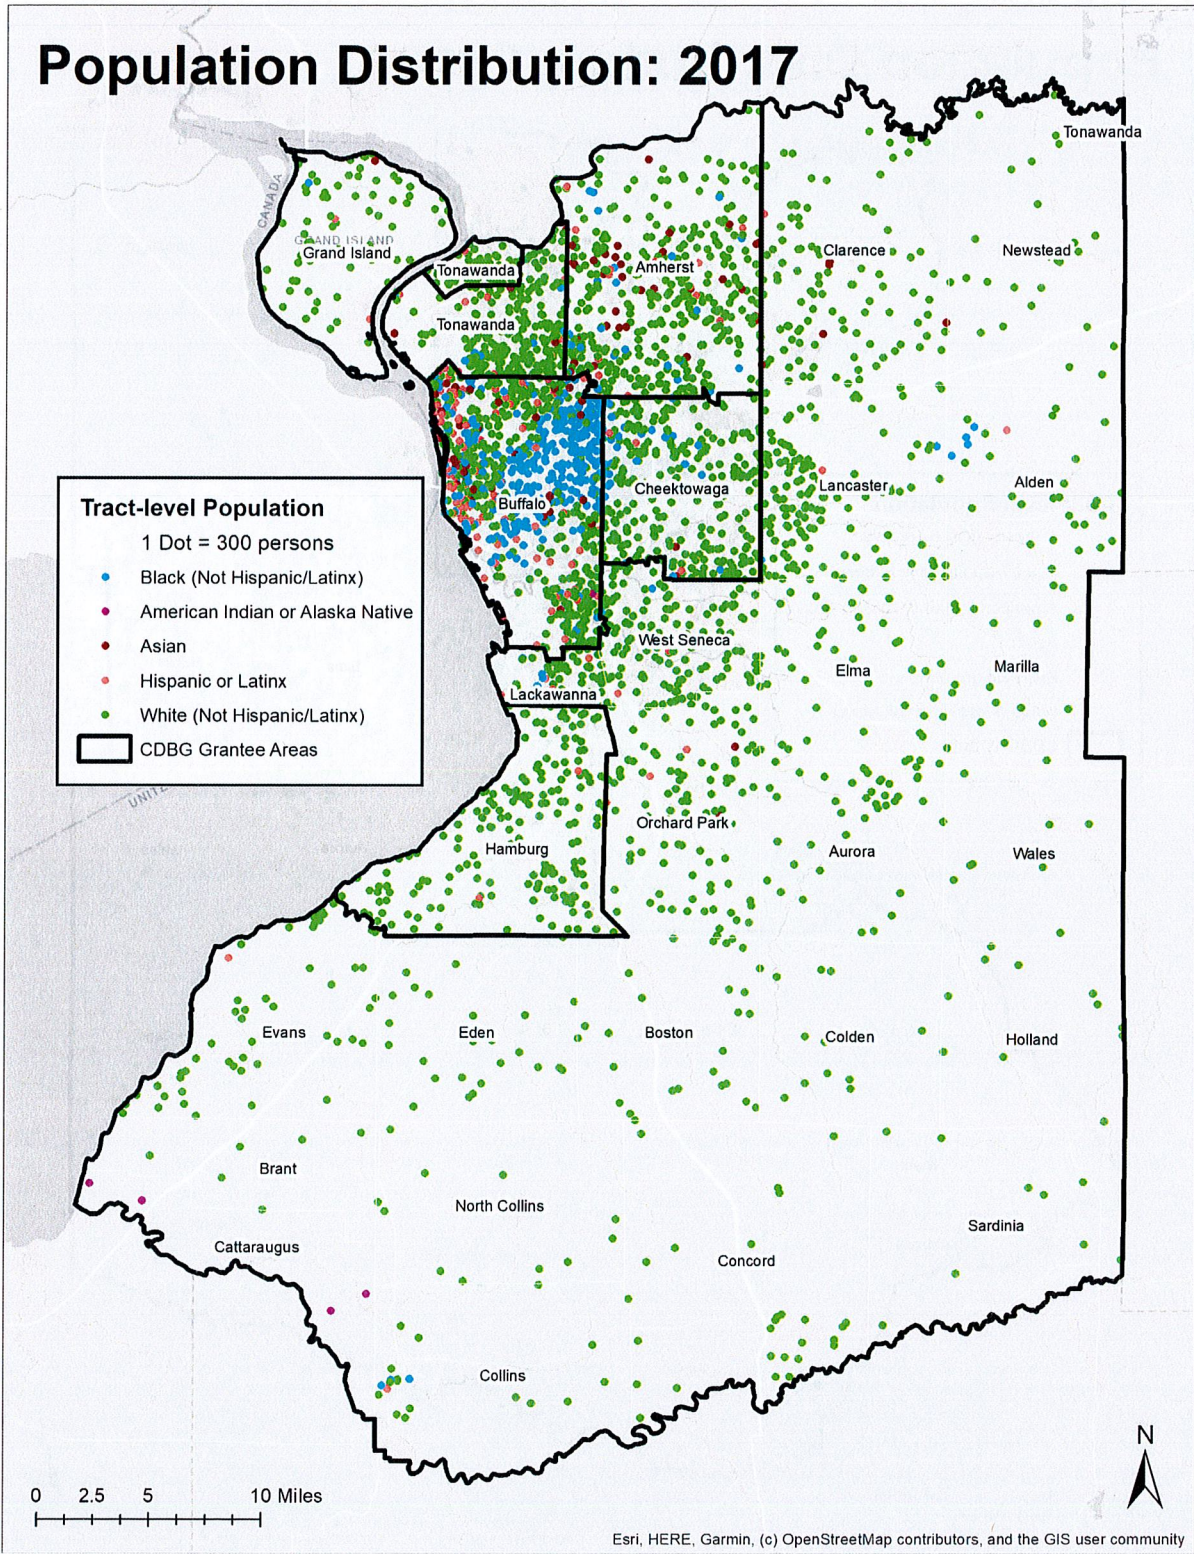 Population Distribution: 2017
Tonawanda
CANADA
GRAND ISLAND
Grand Island
Tonawanda
Amherst
Clarence
Newstead
Tonawanda
Buffalo
Cheektowaga
Lancaster
Alden
Tract-level Population
1 Dot = 300 persons
Black (Not Hispanic/Latinx)
American Indian or Alaska Native
Asian
Hispanic or Latinx
White (Not Hispanic/Latinx)
CDBG Grantee Areas
West Seneca
Elma
Marilla
Lackawanna
UNITE
Orchard Park
Hamburg
Aurora
Wales
Evans
Eden
Boston
Colden
Holland
Brant
North Collins
Sardinia
Cattaraugus
Concord
Collins
N
0 2.5 5 10 Miles
Esri, HERE, Garmin, (c) OpenStreetMap contributors, and the GIS user community